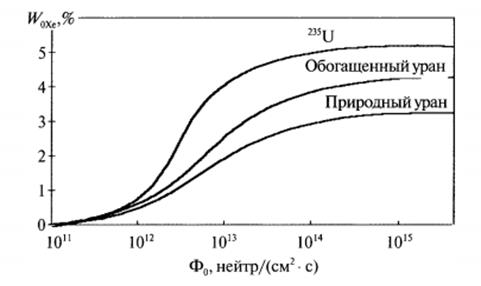 W₀Xe, %
²³⁵U
Обогащенный уран
Природный уран
5
4
3
2
1
0
10¹¹ 10¹² 10¹³ 10¹⁴ 10¹⁵
Φ₀, нейтр/(см² · с)